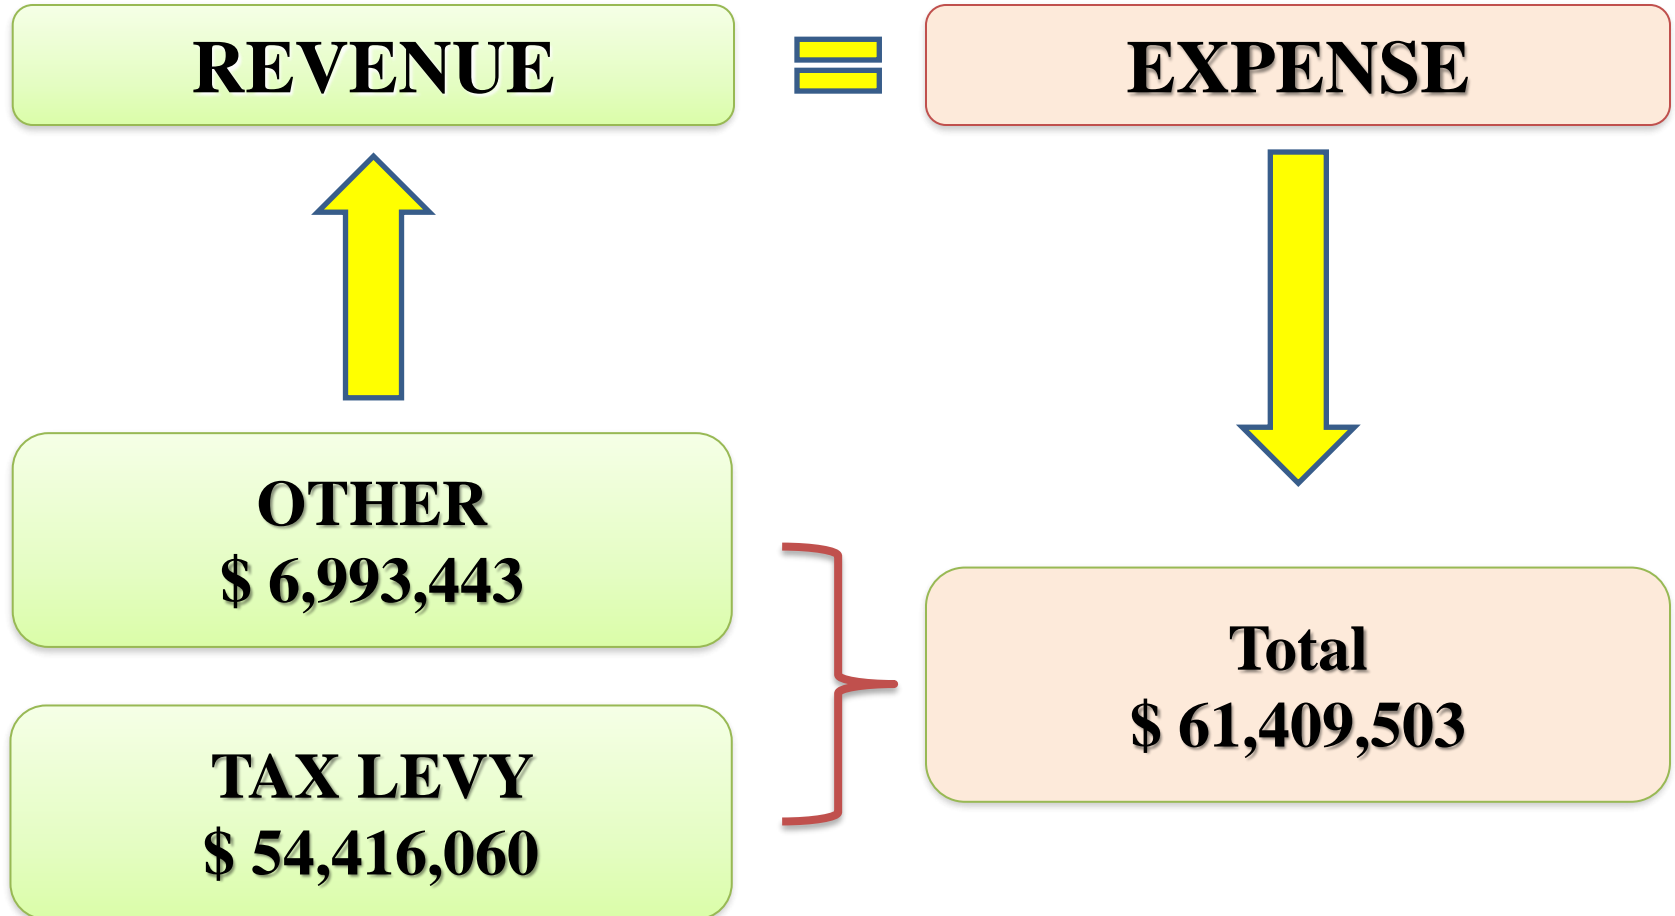 REVENUE
EXPENSE
OTHER
$ 6,993,443
TAX LEVY
$ 54,416,060
Total
$ 61,409,503